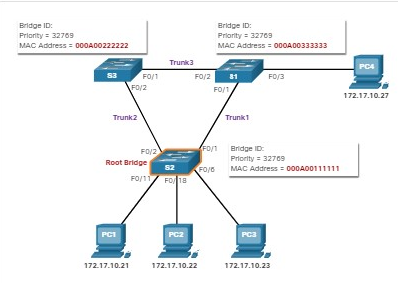 Bridge ID:
Priority = 32769
MAC Address = 000A00222222
Bridge ID:
Priority = 32769
MAC Address = 000A00333333
Trunk3
S3
F0/1
F0/2
S1
F0/3
PC4
F0/2
F0/1
172.17.10.27
Trunk2
Trunk1
F0/2
F0/1
Bridge ID:
Priority = 32769
MAC Address = 000A00111111
Root Bridge
S2
F0/11
F0/18
F0/6
PC1
PC2
PC3
172.17.10.21
172.17.10.22
172.17.10.23